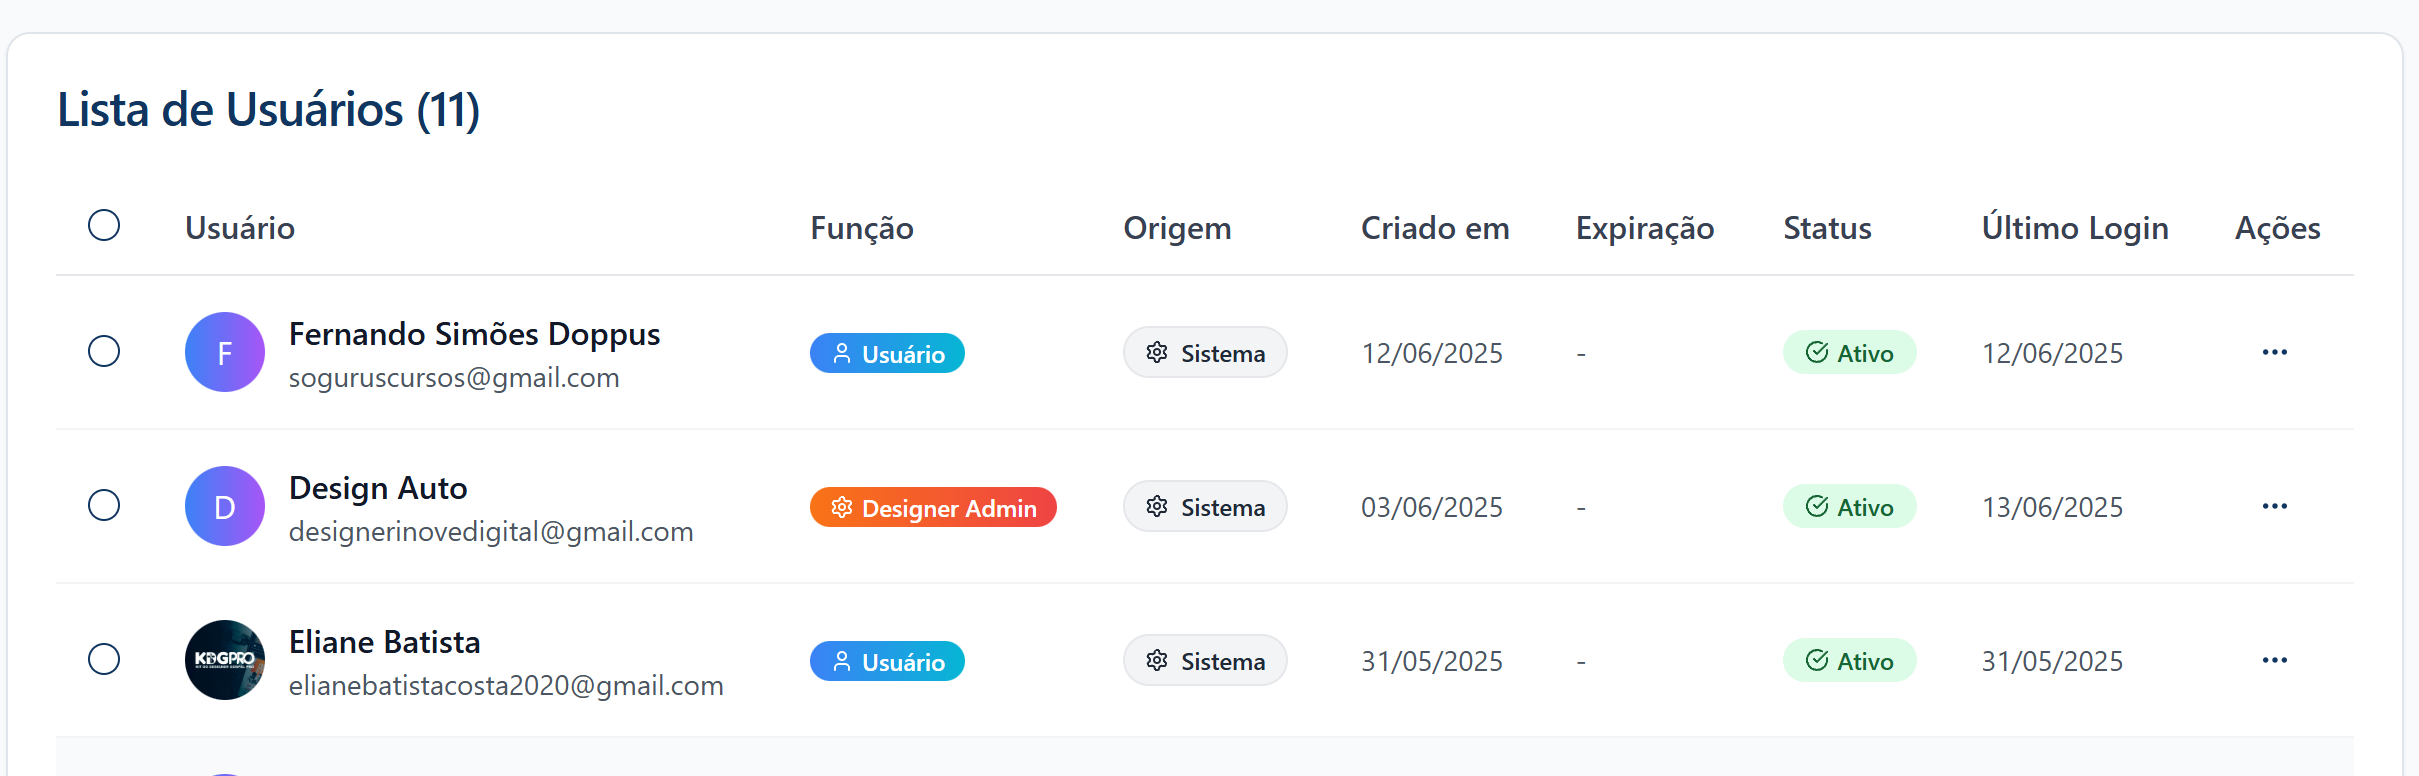 Lista de Usuários (11)
Usuário Função Origem Criado em Expiração Status Último Login Ações
F Fernando Simões Doppus Usuário Sistema 12/06/2025 - Ativo 12/06/2025 ...
soguruscursos@gmail.com
D Design Auto Designer Admin Sistema 03/06/2025 - Ativo 13/06/2025 ...
designerinovedigital@gmail.com
KDGPRO Eliane Batista Usuário Sistema 31/05/2025 - Ativo 31/05/2025 ...
elianebatistacosta2020@gmail.com